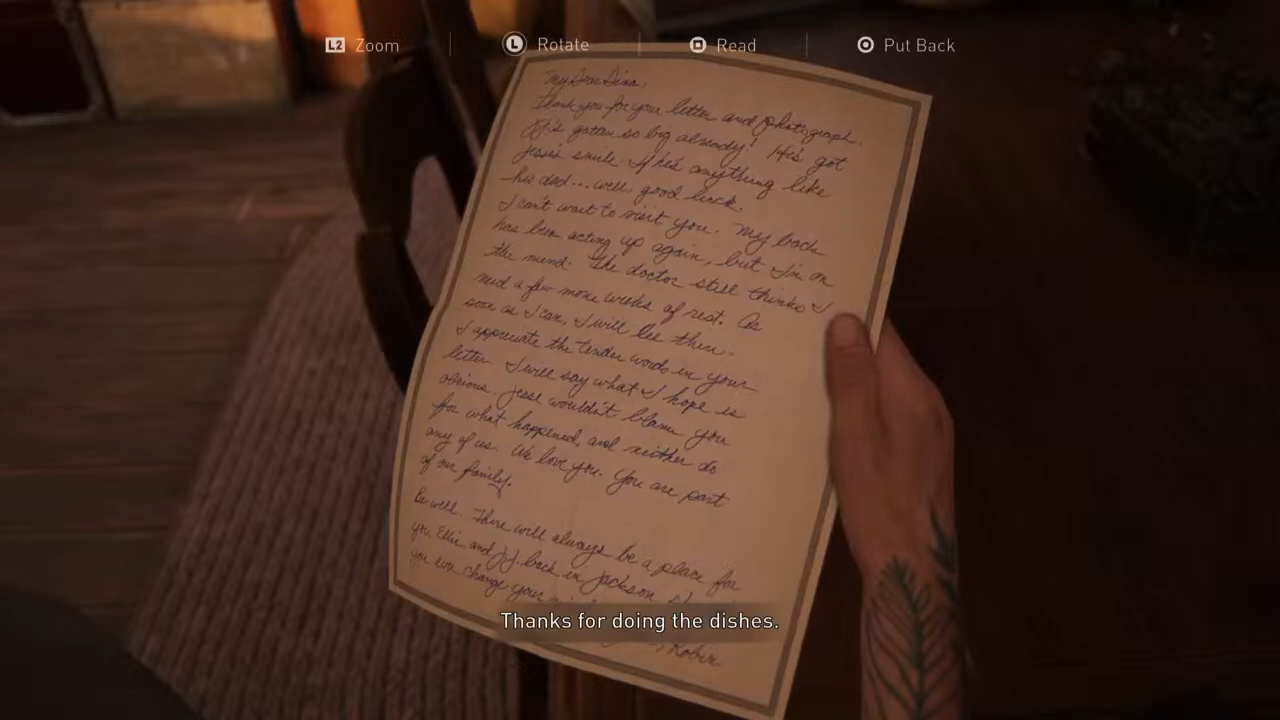 L2 Zoom L Rotate Read Put Back
My Dear Dina,
Thank you for your letter and photograph.
JJ's gotten so big already! He's got
Jesse's smile. If he's anything like
his dad... well, good luck.
I can't wait to visit you. My back
has been acting up again, but I'm on
the mend. The doctor still thinks I
need a few more weeks of rest. As
soon as I can, I will be there.
I appreciate the tender words in your
letter. I will say what I hope is
obvious, Jesse wouldn't blame you
for what happened, and neither do
any of us. We love you. You are part
of our family.
Be well. There will always be a place for
you, Ellie, and JJ. back in Jackson
you ever change your
Robin
Thanks for doing the dishes.